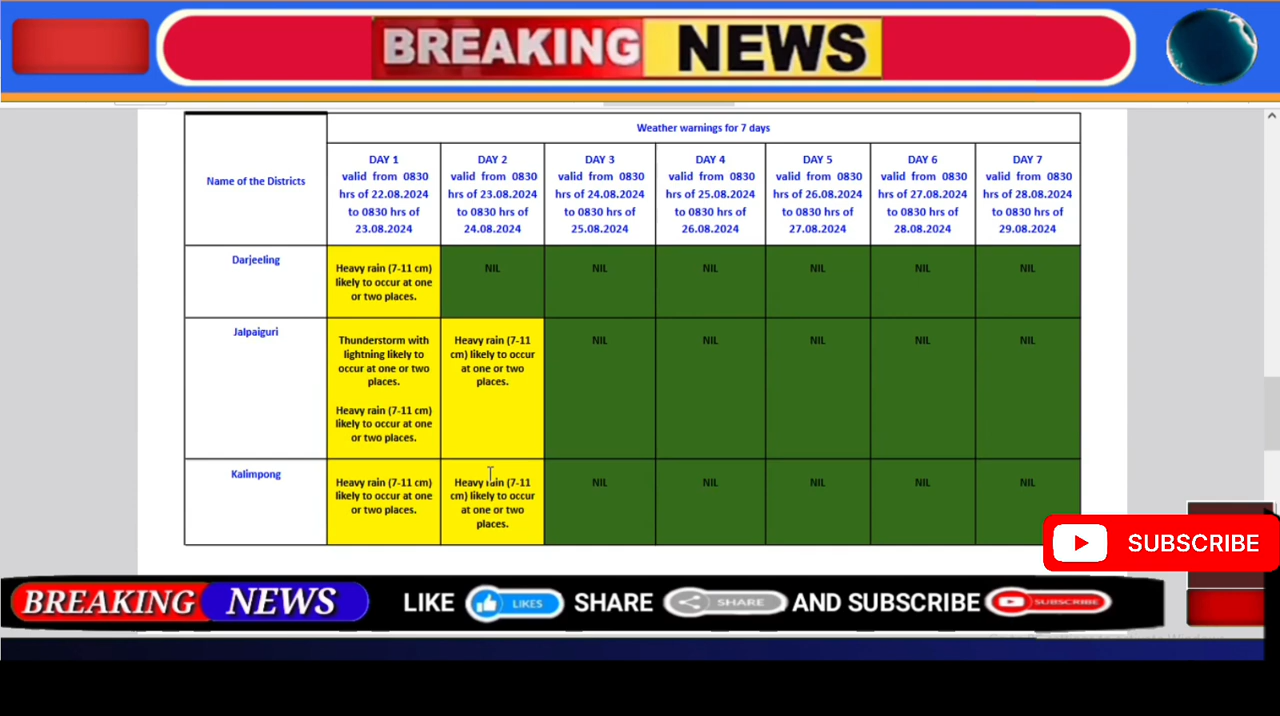 BREAKING NEWS
Weather warnings for 7 days
Name of the Districts
DAY 1
valid from 0830
hrs of 22.08.2024
to 0830 hrs of
23.08.2024
DAY 2
valid from 0830
hrs of 23.08.2024
to 0830 hrs of
24.08.2024
DAY 3
valid from 0830
hrs of 24.08.2024
to 0830 hrs of
25.08.2024
DAY 4
valid from 0830
hrs of 25.08.2024
to 0830 hrs of
26.08.2024
DAY 5
valid from 0830
hrs of 26.08.2024
to 0830 hrs of
27.08.2024
DAY 6
valid from 0830
hrs of 27.08.2024
to 0830 hrs of
28.08.2024
DAY 7
valid from 0830
hrs of 28.08.2024
to 0830 hrs of
29.08.2024
Darjeeling
Heavy rain (7-11 cm)
likely to occur at one
or two places.
NIL
NIL
NIL
NIL
NIL
NIL
Jalpaiguri
Thunderstorm with
lightning likely to
occur at one or two
places.
Heavy rain (7-11 cm)
likely to occur at one
or two places.
Heavy rain (7-11
cm) likely to occur
at one or two
places.
NIL
NIL
NIL
NIL
NIL
Kalimpong
Heavy rain (7-11 cm)
likely to occur at one
or two places.
Heavy rain (7-11
cm) likely to occur
at one or two
places.
NIL
NIL
NIL
NIL
NIL
SUBSCRIBE
BREAKING NEWS LIKE LIKES SHARE SHARE AND SUBSCRIBE SUBSCRIBE